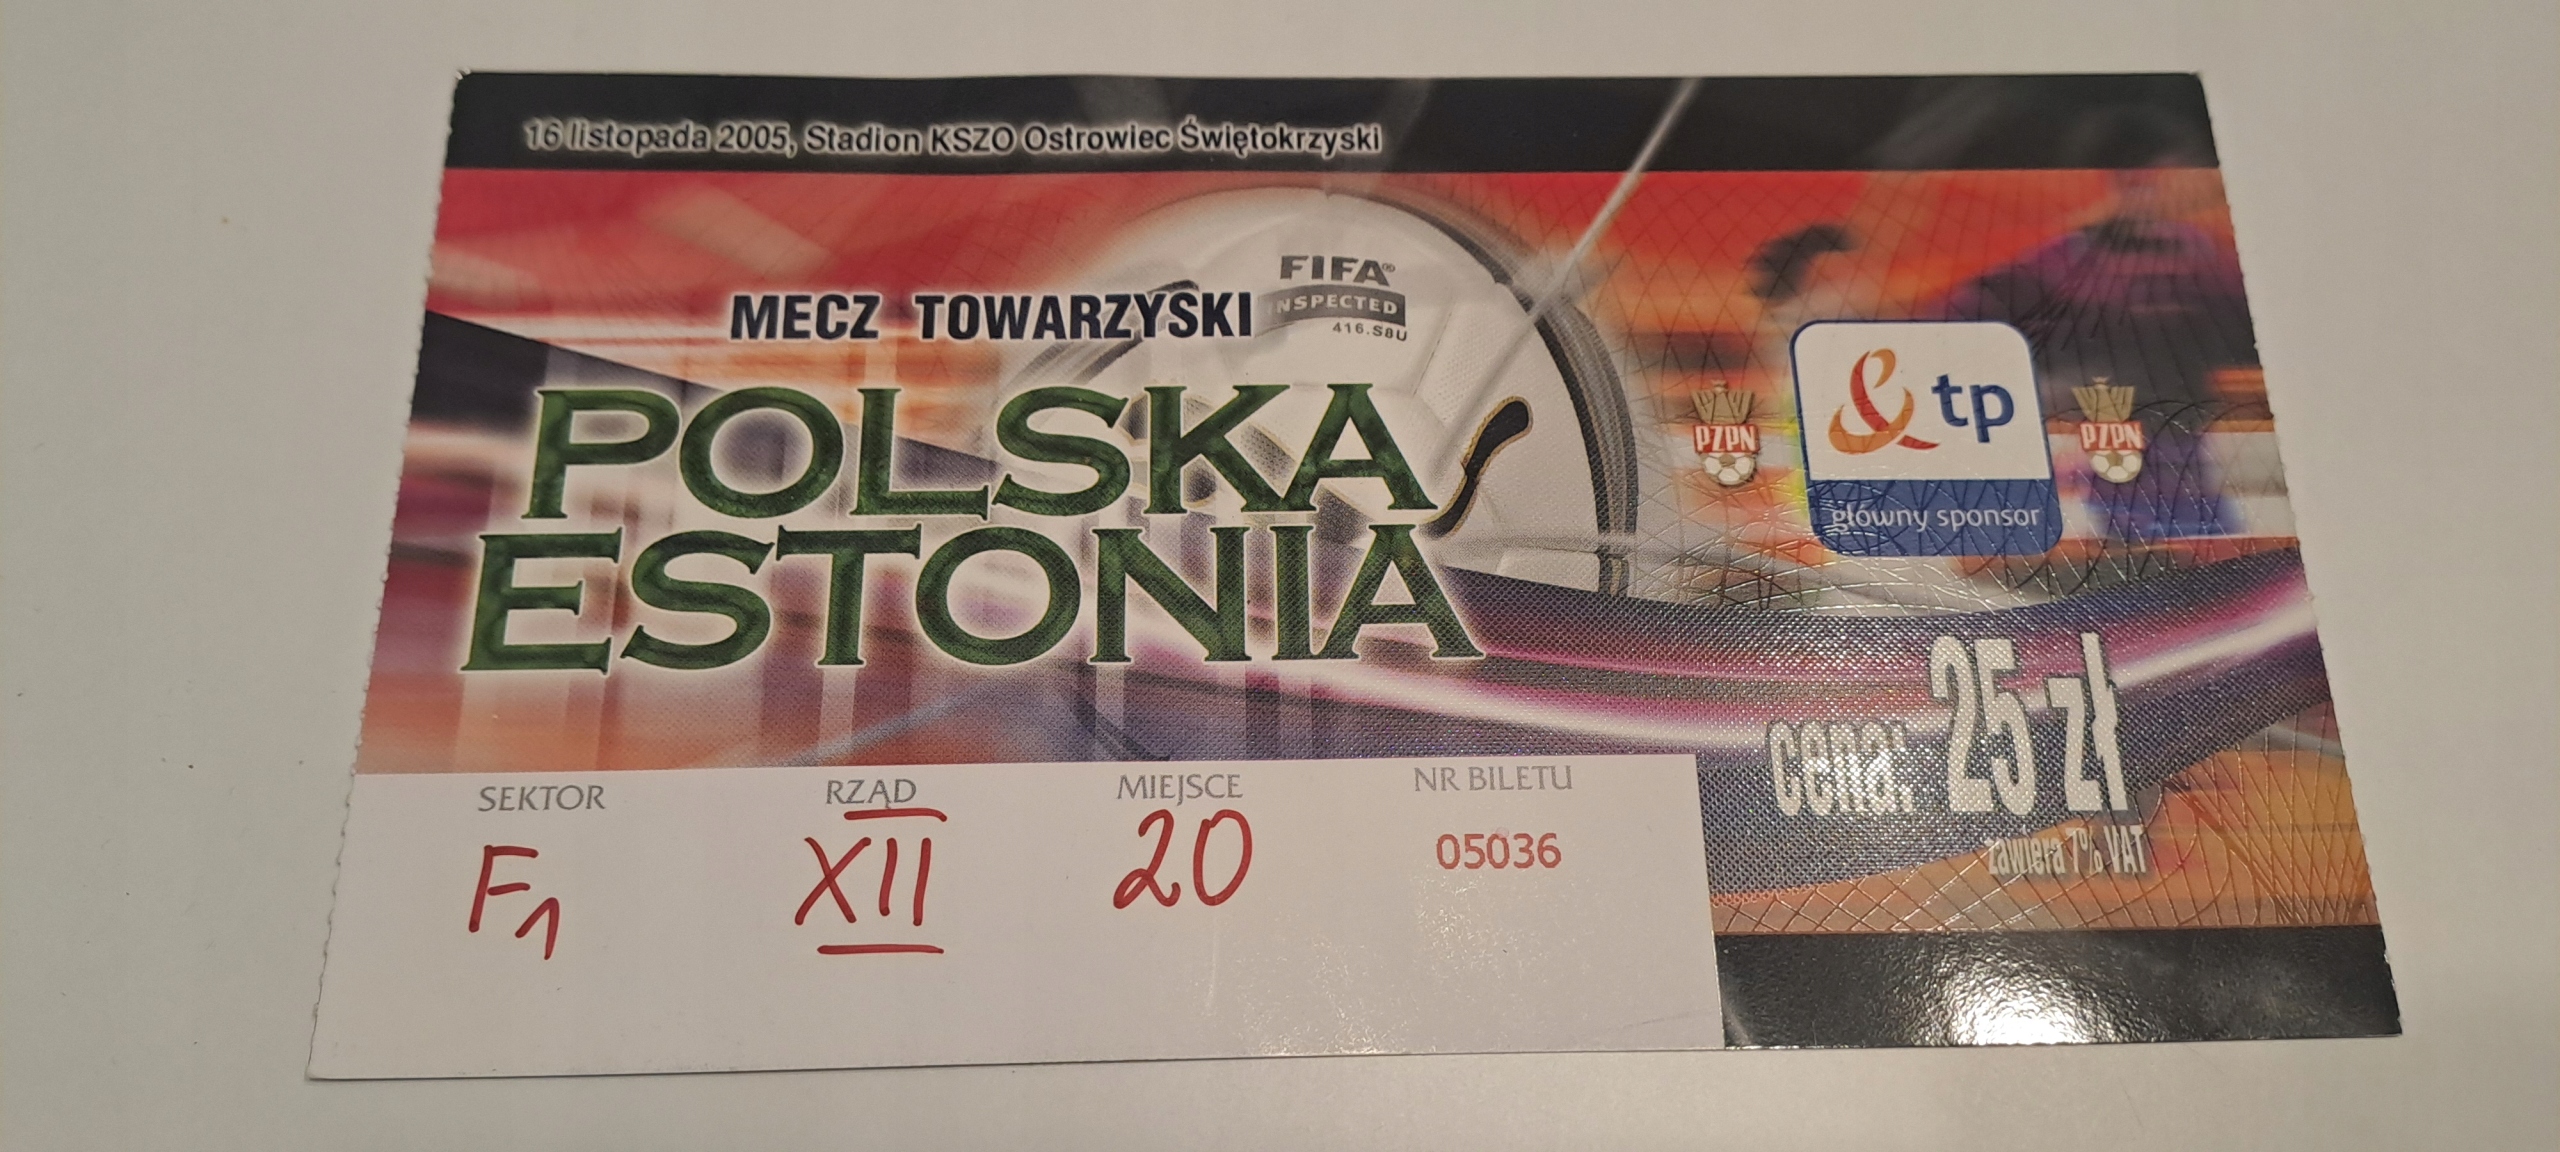 16 listopada 2005, Stadion KSZO Ostrowiec Świętokrzyski
FIFA®
INSPECTED
416.S8U
MECZ TOWARZYSKI
POLSKA
ESTONIA
PZPN
& tp
główny sponsor
PZPN
cena: 25 zł
zawiera 7% VAT
SEKTOR RZĄD MIEJSCE NR BILETU
F1 XII 20 05036